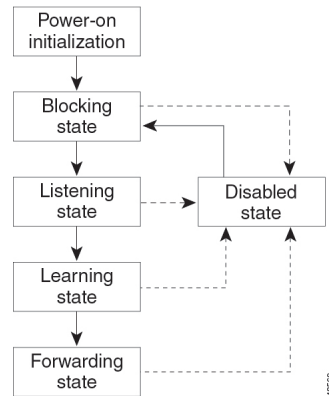 Power-on
initialization
Blocking
state
Listening
state
Disabled
state
Learning
state
Forwarding
state